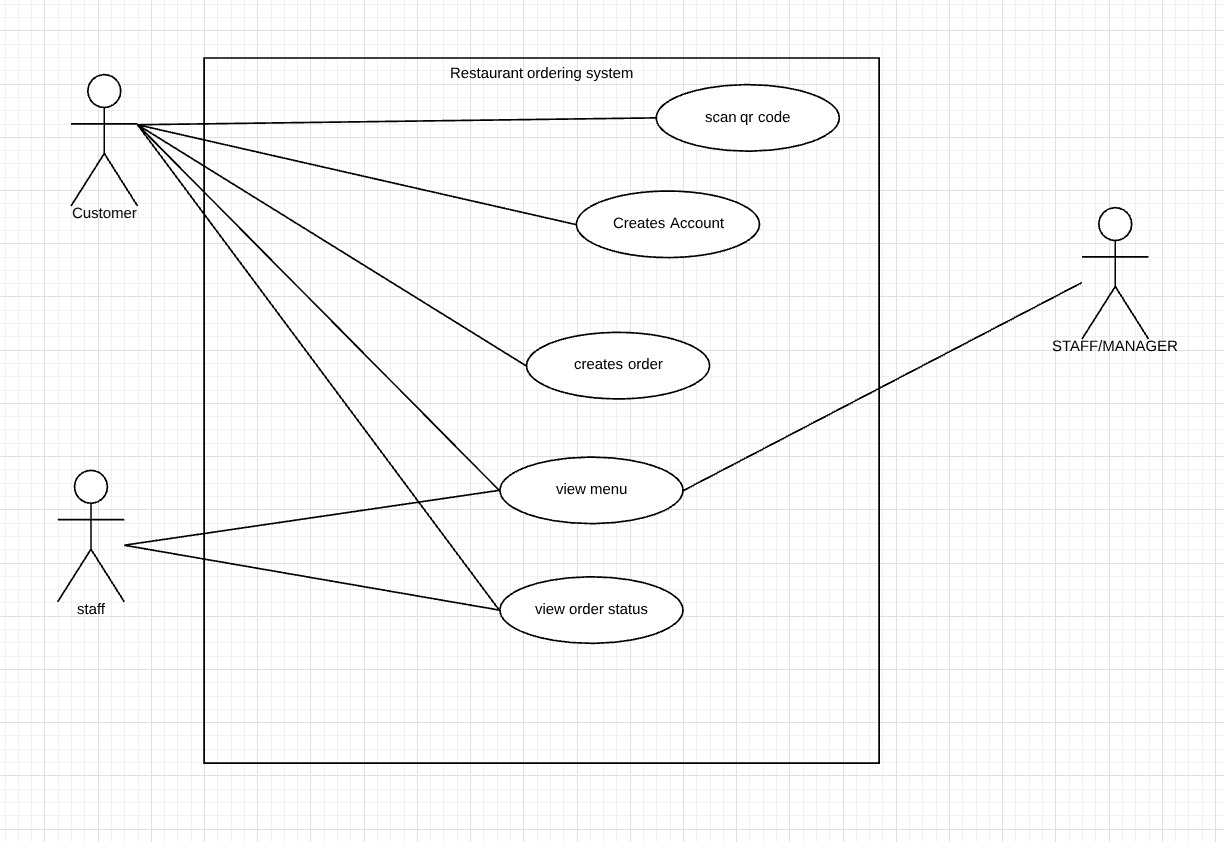 Restaurant ordering system
scan qr code
Customer
Creates Account
STAFF/MANAGER
creates order
view menu
staff
view order status